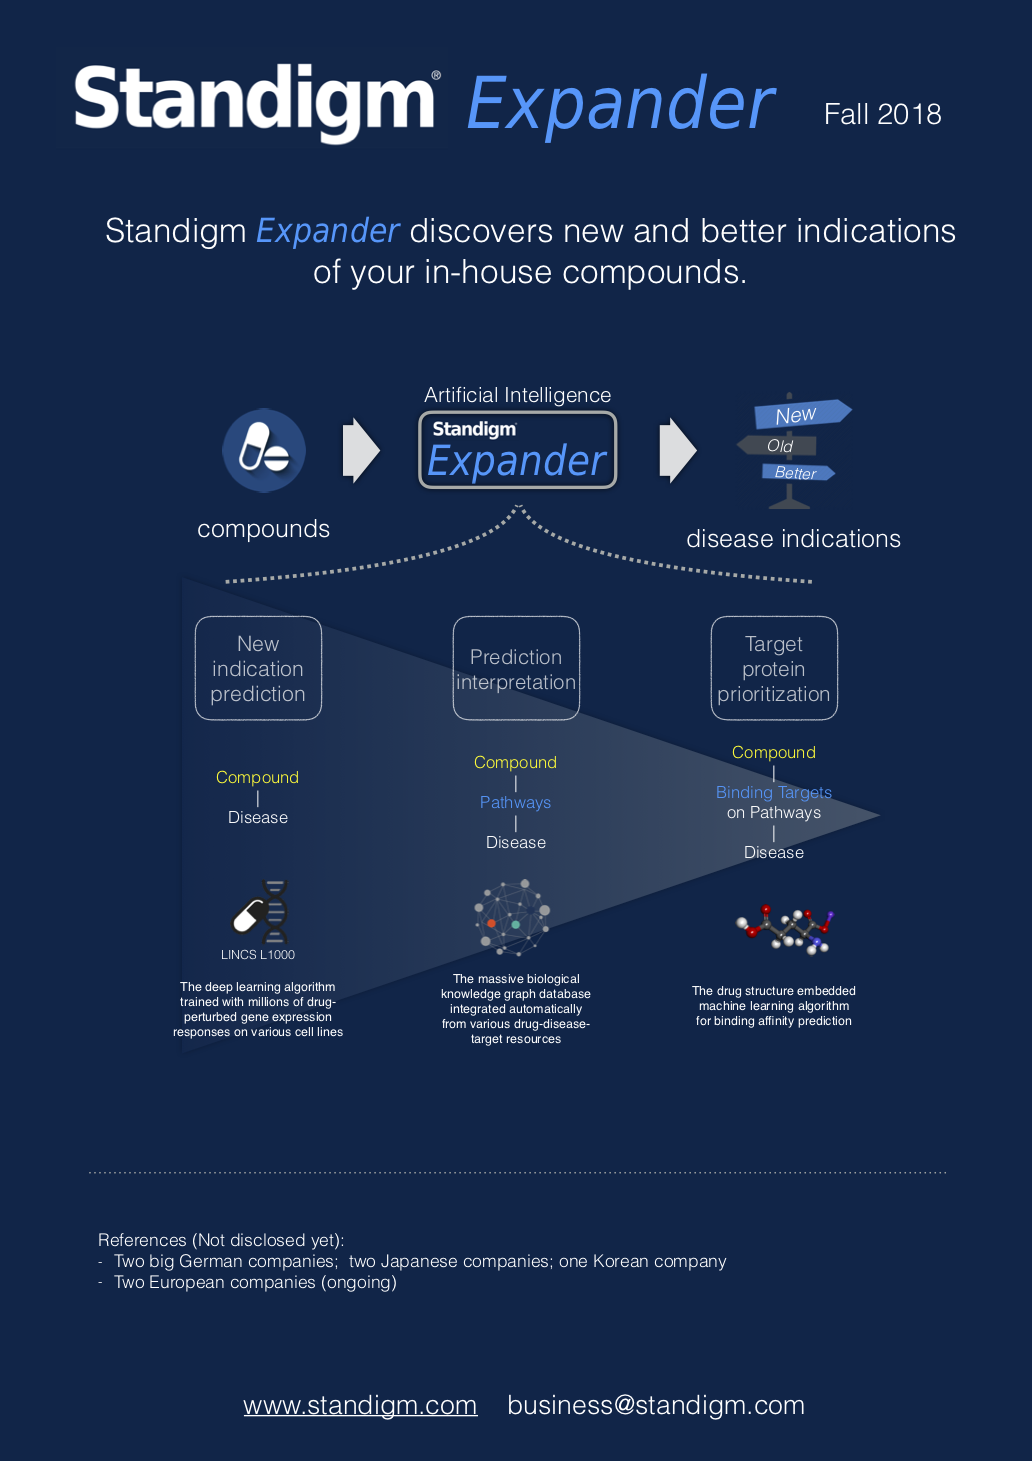 Standigm® Expander Fall 2018
Standigm Expander discovers new and better indications
of your in-house compounds.
Artificial Intelligence
Standigm
Expander
New
Old
Better
compounds
disease indications
New
indication
prediction
Compound
|
Disease
LINCS L1000
The deep learning algorithm
trained with millions of drug-
perturbed gene expression
responses on various cell lines
Prediction
interpretation
Compound
|
Pathways
|
Disease
The massive biological
knowledge graph database
integrated automatically
from various drug-disease-
target resources
Target
protein
prioritization
Compound
|
Binding Targets
on Pathways
|
Disease
The drug structure embedded
machine learning algorithm
for binding affinity prediction
References (Not disclosed yet):
- Two big German companies;  two Japanese companies; one Korean company
- Two European companies (ongoing)
www.standigm.com business@standigm.com